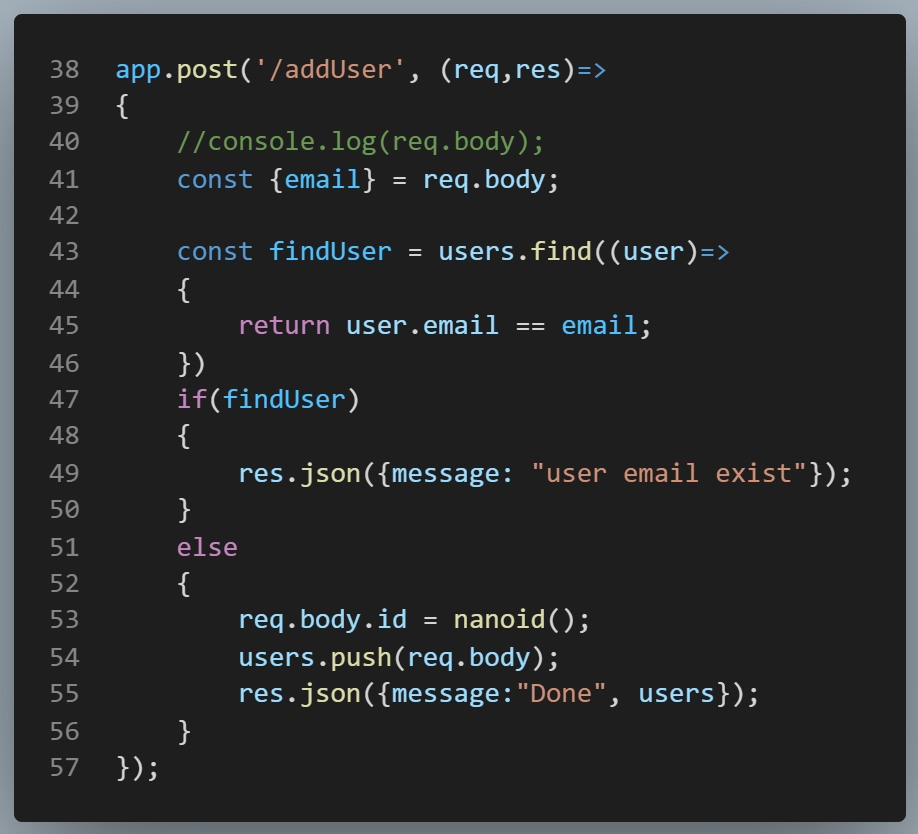 38 app.post('/addUser', (req,res)=>
39 {
40     //console.log(req.body);
41     const {email} = req.body;
42
43     const findUser = users.find((user)=>
44     {
45         return user.email == email;
46     })
47     if(findUser)
48     {
49         res.json({message: "user email exist"});
50     }
51     else
52     {
53         req.body.id = nanoid();
54         users.push(req.body);
55         res.json({message:"Done", users});
56     }
57 });